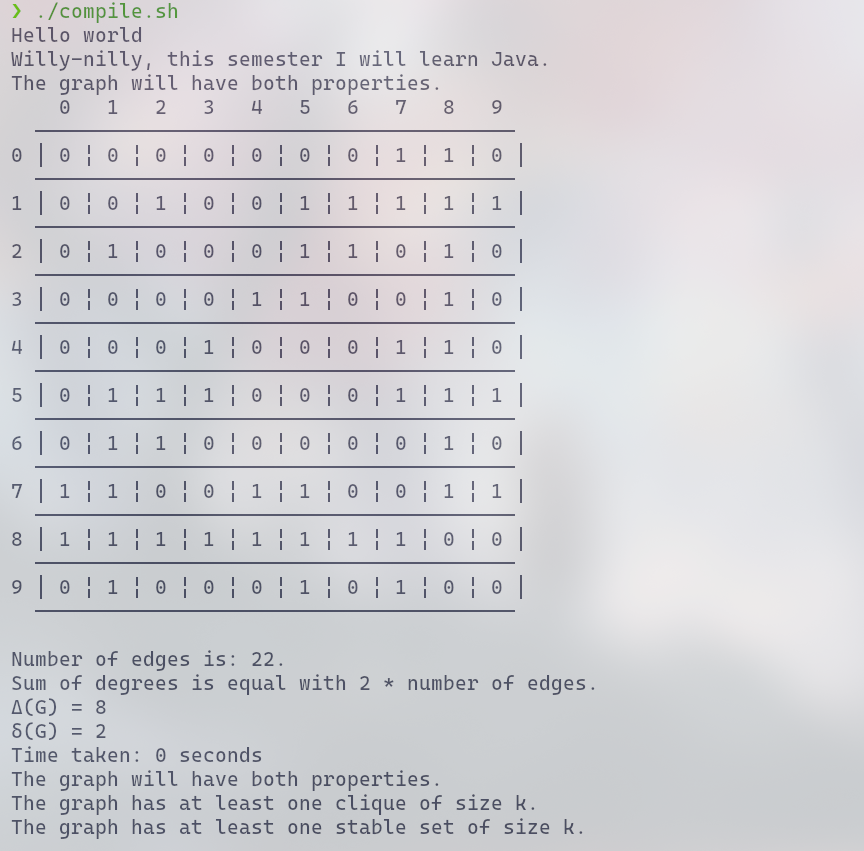 ❯ ./compile.sh
Hello world
Willy-nilly, this semester I will learn Java.
The graph will have both properties.
0 1 2 3 4 5 6 7 8 9
0 | 0 ¦ 0 ¦ 0 ¦ 0 ¦ 0 ¦ 0 ¦ 0 ¦ 1 ¦ 1 ¦ 0 |
1 | 0 ¦ 0 ¦ 1 ¦ 0 ¦ 0 ¦ 1 ¦ 1 ¦ 1 ¦ 1 ¦ 1 |
2 | 0 ¦ 1 ¦ 0 ¦ 0 ¦ 0 ¦ 1 ¦ 1 ¦ 0 ¦ 1 ¦ 0 |
3 | 0 ¦ 0 ¦ 0 ¦ 0 ¦ 1 ¦ 1 ¦ 0 ¦ 0 ¦ 1 ¦ 0 |
4 | 0 ¦ 0 ¦ 0 ¦ 1 ¦ 0 ¦ 0 ¦ 0 ¦ 1 ¦ 1 ¦ 0 |
5 | 0 ¦ 1 ¦ 1 ¦ 1 ¦ 0 ¦ 0 ¦ 0 ¦ 1 ¦ 1 ¦ 1 |
6 | 0 ¦ 1 ¦ 1 ¦ 0 ¦ 0 ¦ 0 ¦ 0 ¦ 0 ¦ 1 ¦ 0 |
7 | 1 ¦ 1 ¦ 0 ¦ 0 ¦ 1 ¦ 1 ¦ 0 ¦ 0 ¦ 1 ¦ 1 |
8 | 1 ¦ 1 ¦ 1 ¦ 1 ¦ 1 ¦ 1 ¦ 1 ¦ 1 ¦ 0 ¦ 0 |
9 | 0 ¦ 1 ¦ 0 ¦ 0 ¦ 0 ¦ 1 ¦ 0 ¦ 1 ¦ 0 ¦ 0 |
Number of edges is: 22.
Sum of degrees is equal with 2 * number of edges.
Δ(G) = 8
δ(G) = 2
Time taken: 0 seconds
The graph will have both properties.
The graph has at least one clique of size k.
The graph has at least one stable set of size k.